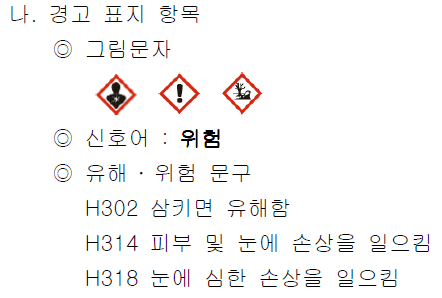 나. 경고 표지 항목
◎ 그림문자
◎ 신호어 : 위험
◎ 유해 · 위험 문구
H302 삼키면 유해함
H314 피부 및 눈에 손상을 일으킴
H318 눈에 심한 손상을 일으킴